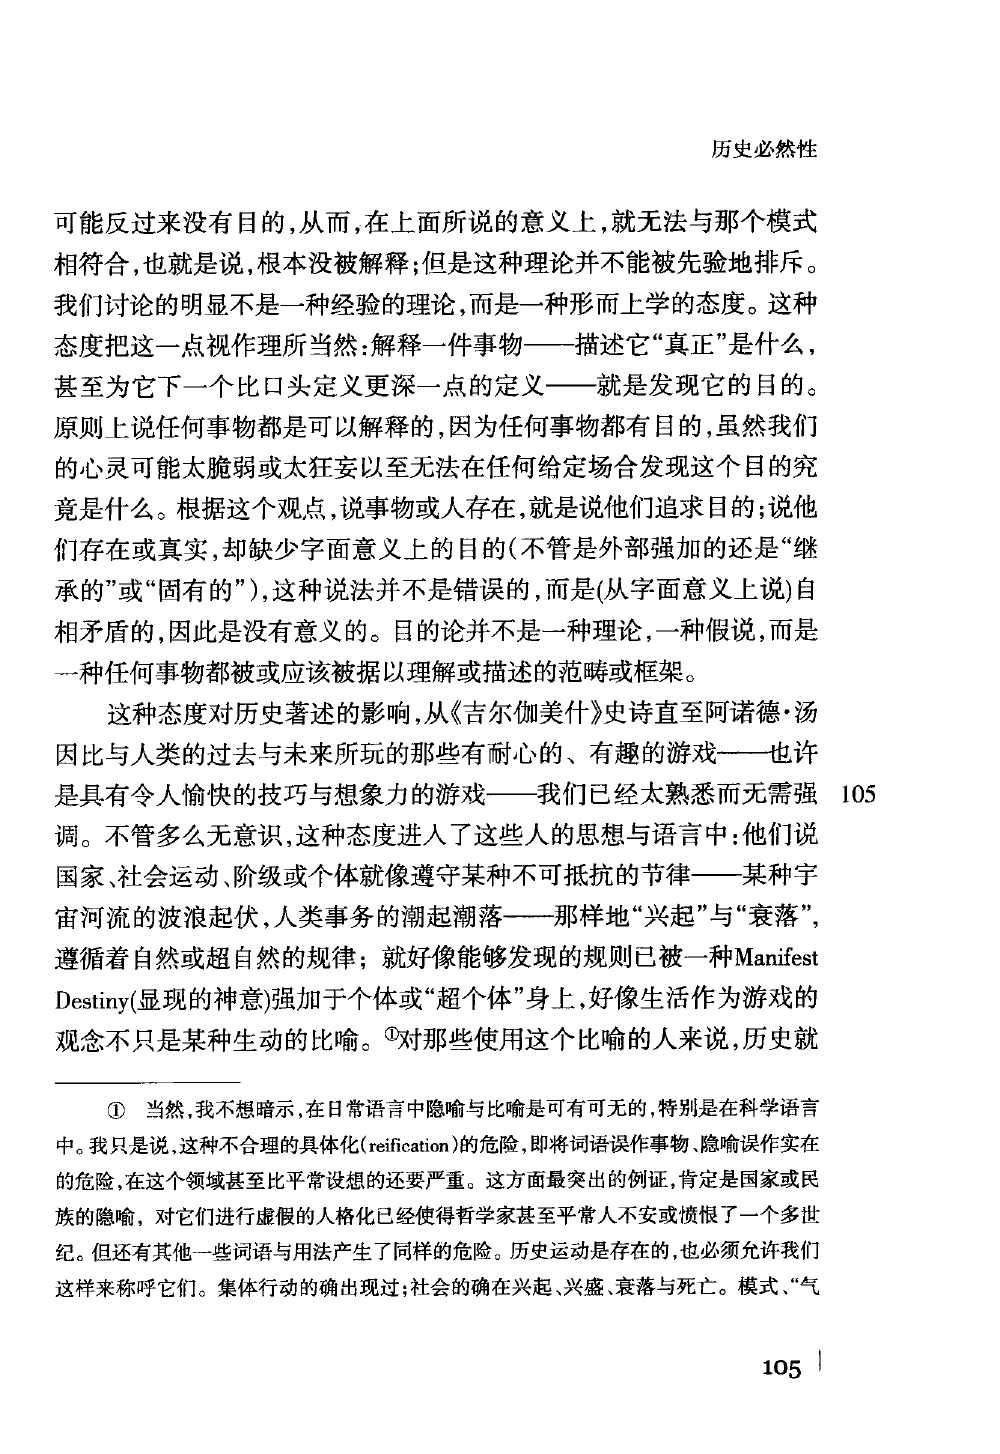 历史必然性
可能反过来没有目的,从而,在上面所说的意义上,就无法与那个模式
相符合,也就是说,根本没被解释;但是这种理论并不能被先验地排斥。
我们讨论的明显不是一种经验的理论,而是一种形而上学的态度。这种
态度把这一点视作理所当然:解释一件事物——描述它“真正”是什么,
甚至为它下一个比口头定义更深一点的定义——就是发现它的目的。
原则上说任何事物都是可以解释的,因为任何事物都有目的,虽然我们
的心灵可能太脆弱或太狂妄以至无法在任何给定场合发现这个目的究
竟是什么。根据这个观点,说事物或人存在,就是说他们追求目的;说他
们存在或真实,却缺少字面意义上的目的(不管是外部强加的还是“继
承的”或“固有的”),这种说法并不是错误的,而是(从字面意义上说)自
相矛盾的,因此是没有意义的。目的论并不是一种理论,一种假说,而是
一种任何事物都被或应该被据以理解或描述的范畴或框架。
这种态度对历史著述的影响,从《吉尔伽美什》史诗直至阿诺德·汤
因比与人类的过去与未来所玩的那些有耐心的、有趣的游戏——也许
是具有令人愉快的技巧与想象力的游戏——我们已经太熟悉而无需强 105
调。不管多么无意识,这种态度进入了这些人的思想与语言中:他们说
国家、社会运动、阶级或个体就像遵守某种不可抵抗的节律——某种宇
宙河流的波浪起伏,人类事务的潮起潮落——那样地“兴起”与“衰落”,
遵循着自然或超自然的规律;就好像能够发现的规则已被一种Manifest
Destiny(显现的神意)强加于个体或“超个体”身上,好像生活作为游戏的
观念不只是某种生动的比喻。①对那些使用这个比喻的人来说,历史就
① 当然,我不想暗示,在日常语言中隐喻与比喻是可有可无的,特别是在科学语言
中。我只是说,这种不合理的具体化(reification)的危险,即将词语误作事物、隐喻误作实在
的危险,在这个领域甚至比平常设想的还要严重。这方面最突出的例证,肯定是国家或民
族的隐喻,对它们进行虚假的人格化已经使得哲学家甚至平常人不安或愤恨了一个多世
纪。但还有其他一些词语与用法产生了同样的危险。历史运动是存在的,也必须允许我们
这样来称呼它们。集体行动的确出现过;社会的确在兴起、兴盛、衰落与死亡。模式、“气
105